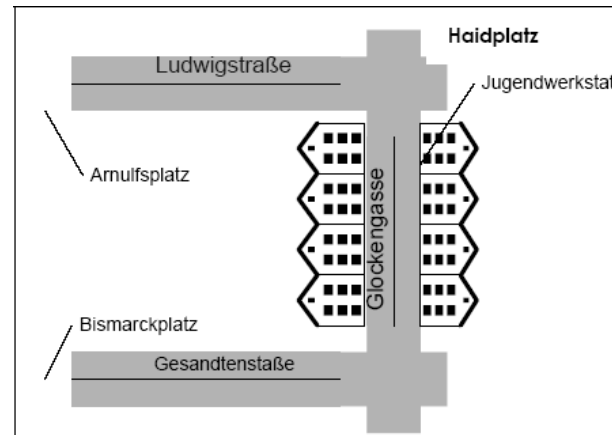 Haidplatz
Ludwigstraße
Jugendwerkstat
Arnulfsplatz
Glockengasse
Bismarckplatz
Gesandtenstaße